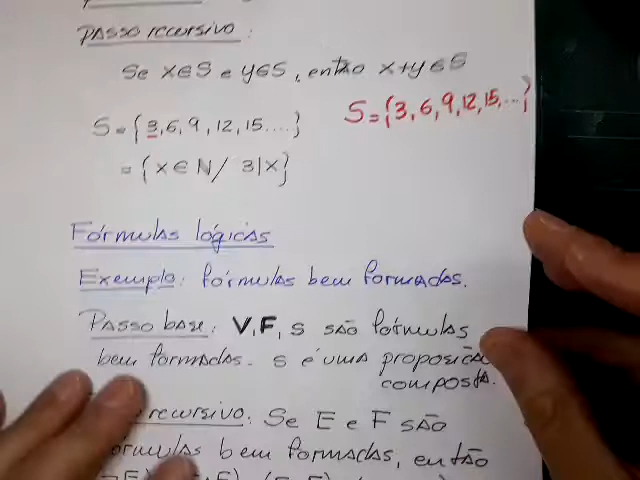 Passo recursivo:
Se x∈S e y∈S, então x+y∈S
S={3,6,9,12,15,...}
S={3,6,9,12,15....}
={x∈N/ 3|x}
Fórmulas lógicas
Exemplo: fórmulas bem formadas.
Passo base: V,F, s são fórmulas
bem formadas. s é uma proposição
composta.
recursivo: Se E e F são
fórmulas bem formadas, então